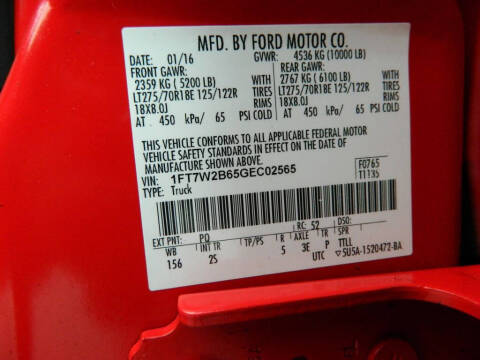 MFD. BY FORD MOTOR CO.
DATE: 01/16 GVWR: 4536 KG (10000 LB)
FRONT GAWR: REAR GAWR:
2359 KG ( 5200 LB) WITH 2767 KG ( 6100 LB) WITH
LT275/70R18E 125/122R TIRES LT275/70R18E 125/122R TIRES
18X8.0J RIMS 18X8.0J RIMS
AT 450 kPa/ 65 PSI COLD AT 450 kPa/ 65 PSI COLD
THIS VEHICLE CONFORMS TO ALL APPLICABLE FEDERAL MOTOR
VEHICLE SAFETY STANDARDS IN EFFECT ON THE DATE OF
MANUFACTURE SHOWN ABOVE.
VIN: 1FT7W2B65GEC02565 F0765
TYPE: Truck T1135
EXT PNT: PQ RC: 52 DSO:
WB INT TR TP/PS R AXLE TR SPR
156 2S 5 3E P TTLL
UTC ▽SU5A-1520472-BA